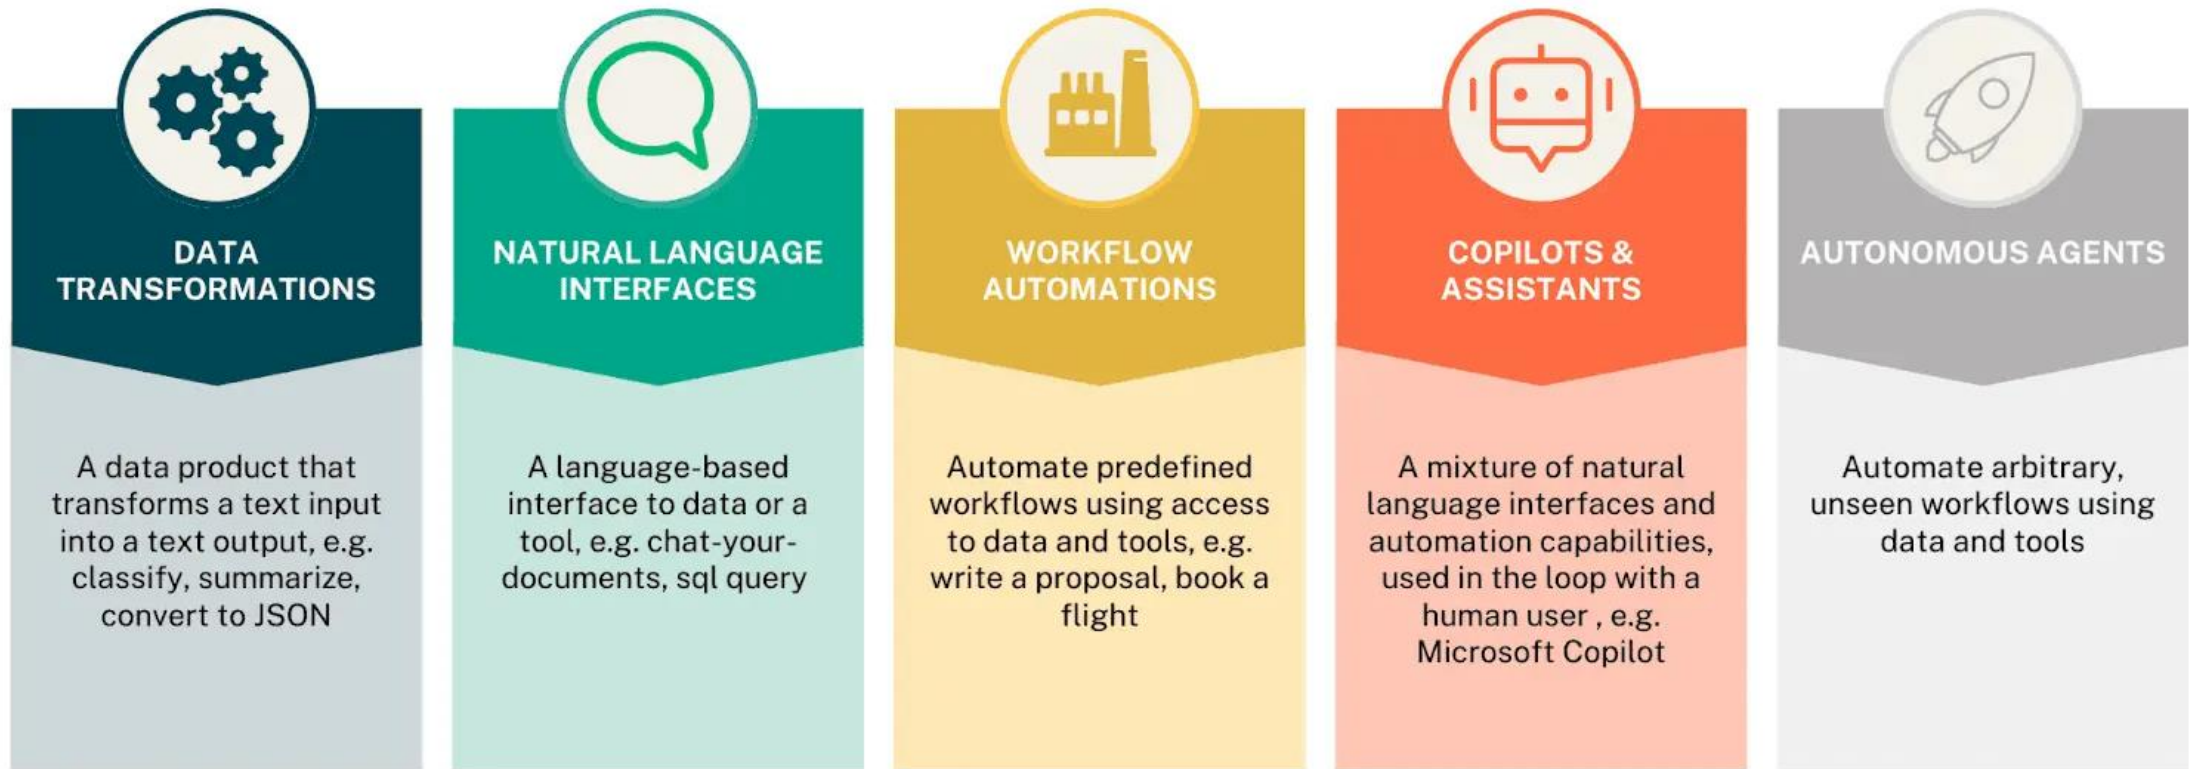 DATA
TRANSFORMATIONS
A data product that
transforms a text input
into a text output, e.g.
classify, summarize,
convert to JSON
NATURAL LANGUAGE
INTERFACES
A language-based
interface to data or a
tool, e.g. chat-your-
documents, sql query
WORKFLOW
AUTOMATIONS
Automate predefined
workflows using access
to data and tools, e.g.
write a proposal, book a
flight
COPILOTS &
ASSISTANTS
A mixture of natural
language interfaces and
automation capabilities,
used in the loop with a
human user , e.g.
Microsoft Copilot
AUTONOMOUS AGENTS
Automate arbitrary,
unseen workflows using
data and tools